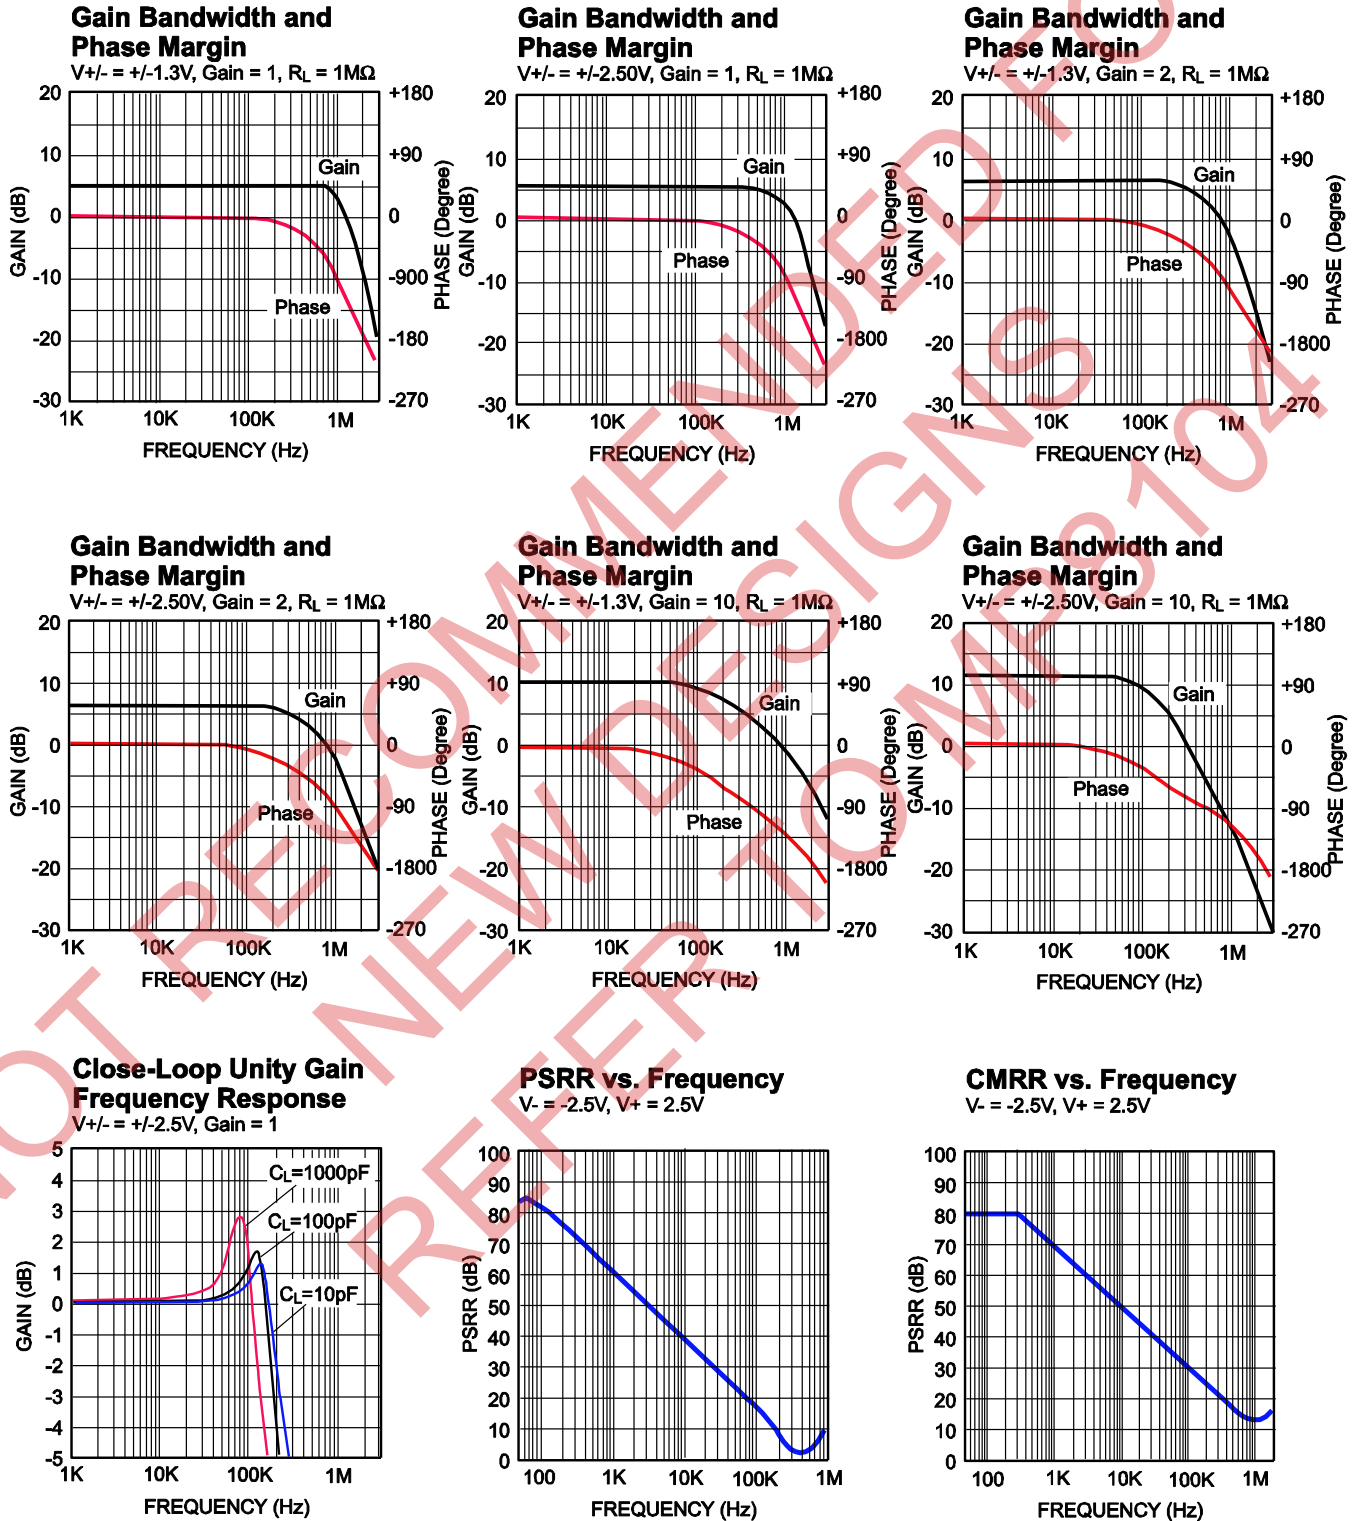 Gain Bandwidth and
Phase Margin
V+/- = +/-1.3V, Gain = 1, RL = 1MΩ
20
10
0
-10
-20
-30
GAIN (dB)
+180
+90
0
-900
-180
-270
PHASE (Degree)
Gain
Phase
1K 10K 100K 1M
FREQUENCY (Hz)
Gain Bandwidth and
Phase Margin
V+/- = +/-2.50V, Gain = 1, RL = 1MΩ
20
10
0
-10
-20
-30
GAIN (dB)
+180
+90
0
-90
-1800
-270
PHASE (Degree)
Gain
Phase
1K 10K 100K 1M
FREQUENCY (Hz)
Gain Bandwidth and
Phase Margin
V+/- = +/-1.3V, Gain = 2, RL = 1MΩ
20
10
0
-10
-20
-30
GAIN (dB)
+180
+90
0
-90
-1800
-270
PHASE (Degree)
Gain
Phase
1K 10K 100K 1M
FREQUENCY (Hz)
Gain Bandwidth and
Phase Margin
V+/- = +/-2.50V, Gain = 2, RL = 1MΩ
20
10
0
-10
-20
-30
GAIN (dB)
+180
+90
0
-90
-1800
-270
PHASE (Degree)
Gain
Phase
1K 10K 100K 1M
FREQUENCY (Hz)
Gain Bandwidth and
Phase Margin
V+/- = +/-1.3V, Gain = 10, RL = 1MΩ
20
10
0
-10
-20
-30
GAIN (dB)
+180
+90
0
-90
-1800
-270
PHASE (Degree)
Gain
Phase
1K 10K 100K 1M
FREQUENCY (Hz)
Gain Bandwidth and
Phase Margin
V+/- = +/-2.50V, Gain = 10, RL = 1MΩ
20
10
0
-10
-20
-30
GAIN (dB)
+180
+90
0
-90
-1800
-270
PHASE (Degree)
Gain
Phase
1K 10K 100K 1M
FREQUENCY (Hz)
Close-Loop Unity Gain
Frequency Response
V+/- = +/-2.5V, Gain = 1
5
4
3
2
1
0
-1
-2
-3
-4
-5
GAIN (dB)
CL=1000pF
CL=100pF
CL=10pF
1K 10K 100K 1M
FREQUENCY (Hz)
PSRR vs. Frequency
V- = -2.5V, V+ = 2.5V
100
90
80
70
60
50
40
30
20
10
0
PSRR (dB)
100 1K 10K 100K 1M
FREQUENCY (Hz)
CMRR vs. Frequency
V- = -2.5V, V+ = 2.5V
100
90
80
70
60
50
40
30
20
10
0
PSRR (dB)
100 1K 10K 100K 1M
FREQUENCY (Hz)
NOT RECOMMENDED FO
NEW DESIGNS
REFER TO MP8104